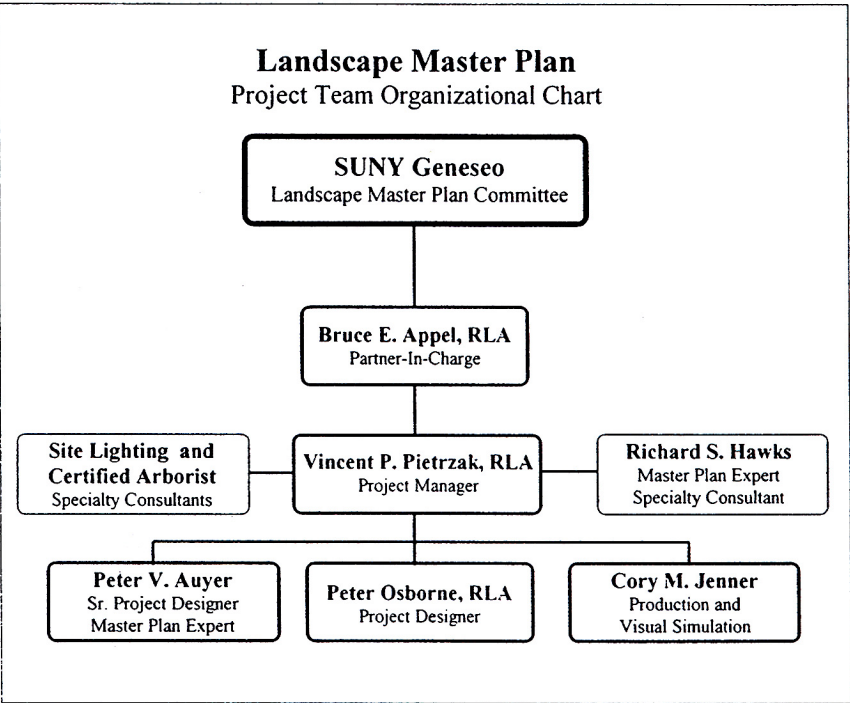 Landscape Master Plan
Project Team Organizational Chart
SUNY Geneseo
Landscape Master Plan Committee
Bruce E. Appel, RLA
Partner-In-Charge
Site Lighting and
Certified Arborist
Specialty Consultants
Vincent P. Pietrzak, RLA
Project Manager
Richard S. Hawks
Master Plan Expert
Specialty Consultant
Peter V. Auyer
Sr. Project Designer
Master Plan Expert
Peter Osborne, RLA
Project Designer
Cory M. Jenner
Production and
Visual Simulation